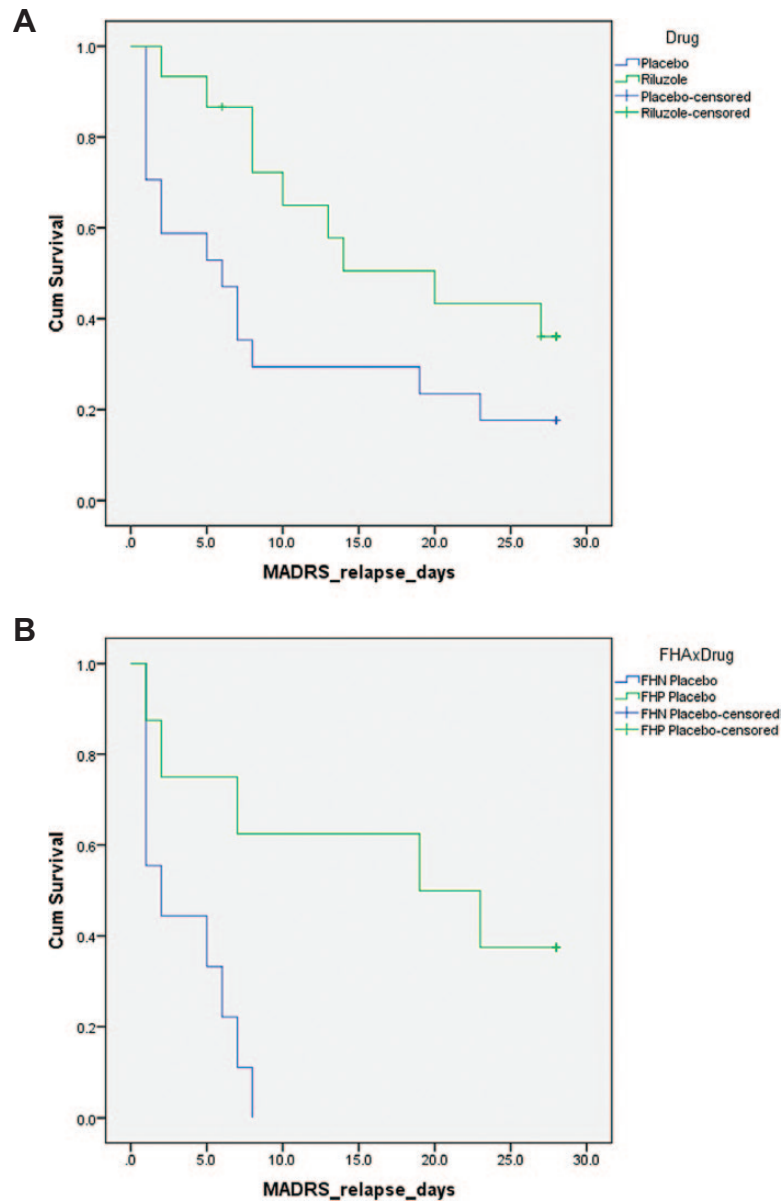 A
Drug
Placebo
Riluzole
Placebo-censored
Riluzole-censored
1.0
0.8
0.6
0.4
0.2
0.0
Cum Survival
.0 5.0 10.0 15.0 20.0 25.0 30.0
MADRS_relapse_days
B
FHAxDrug
FHN Placebo
FHP Placebo
FHN Placebo-censored
FHP Placebo-censored
1.0
0.8
0.6
0.4
0.2
0.0
Cum Survival
.0 5.0 10.0 15.0 20.0 25.0 30.0
MADRS_relapse_days